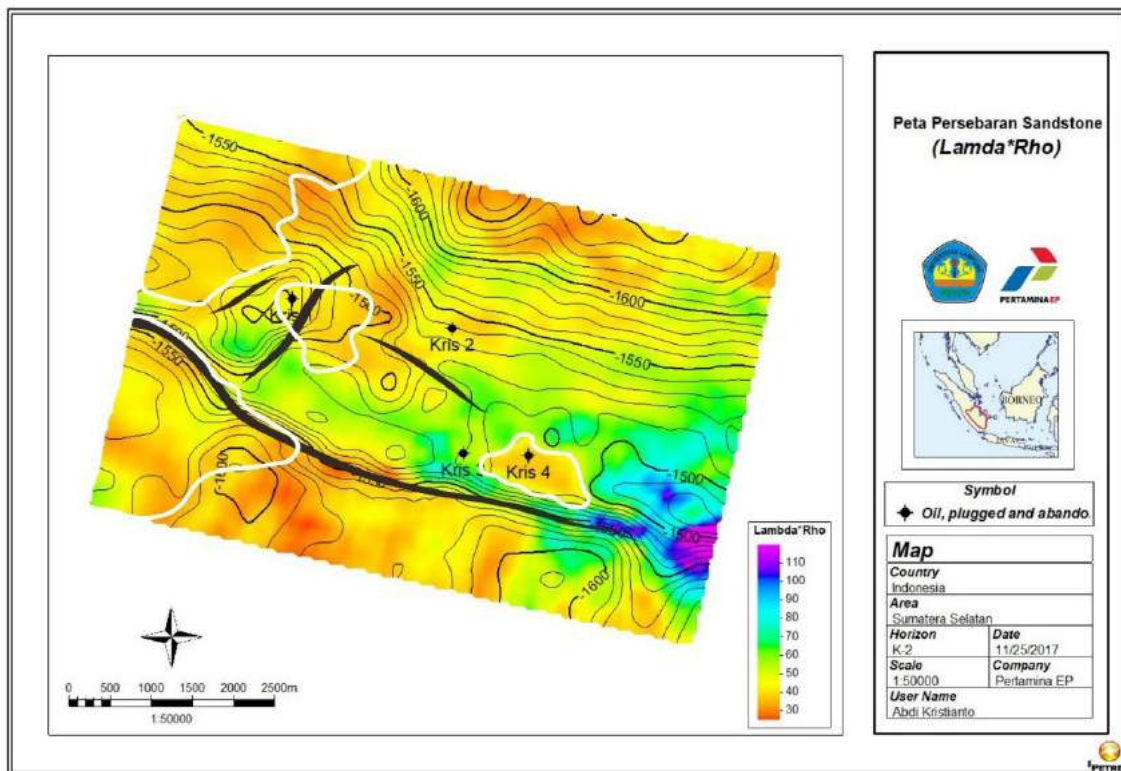 Peta Persebaran Sandstone
(Lamda*Rho)
PERTAMINA EP
BORNEO
Symbol
Oil, plugged and abando
Map
Country
Indonesia
Area
Sumatera Selatan
Horizon
K-2
Date
11/25/2017
Scale
1:50000
Company
Pertamina EP
User Name
Abdi Kristianto
-1550
-1600
-1550
-1500
-1600
-1550
-1550
Kris 2
Kris
Kris 4
-1500
-1500
-1600
-1600
Lambda*Rho
110
100
90
80
70
60
50
40
30
0 500 1000 1500 2000 2500m
1:50000
PETRE